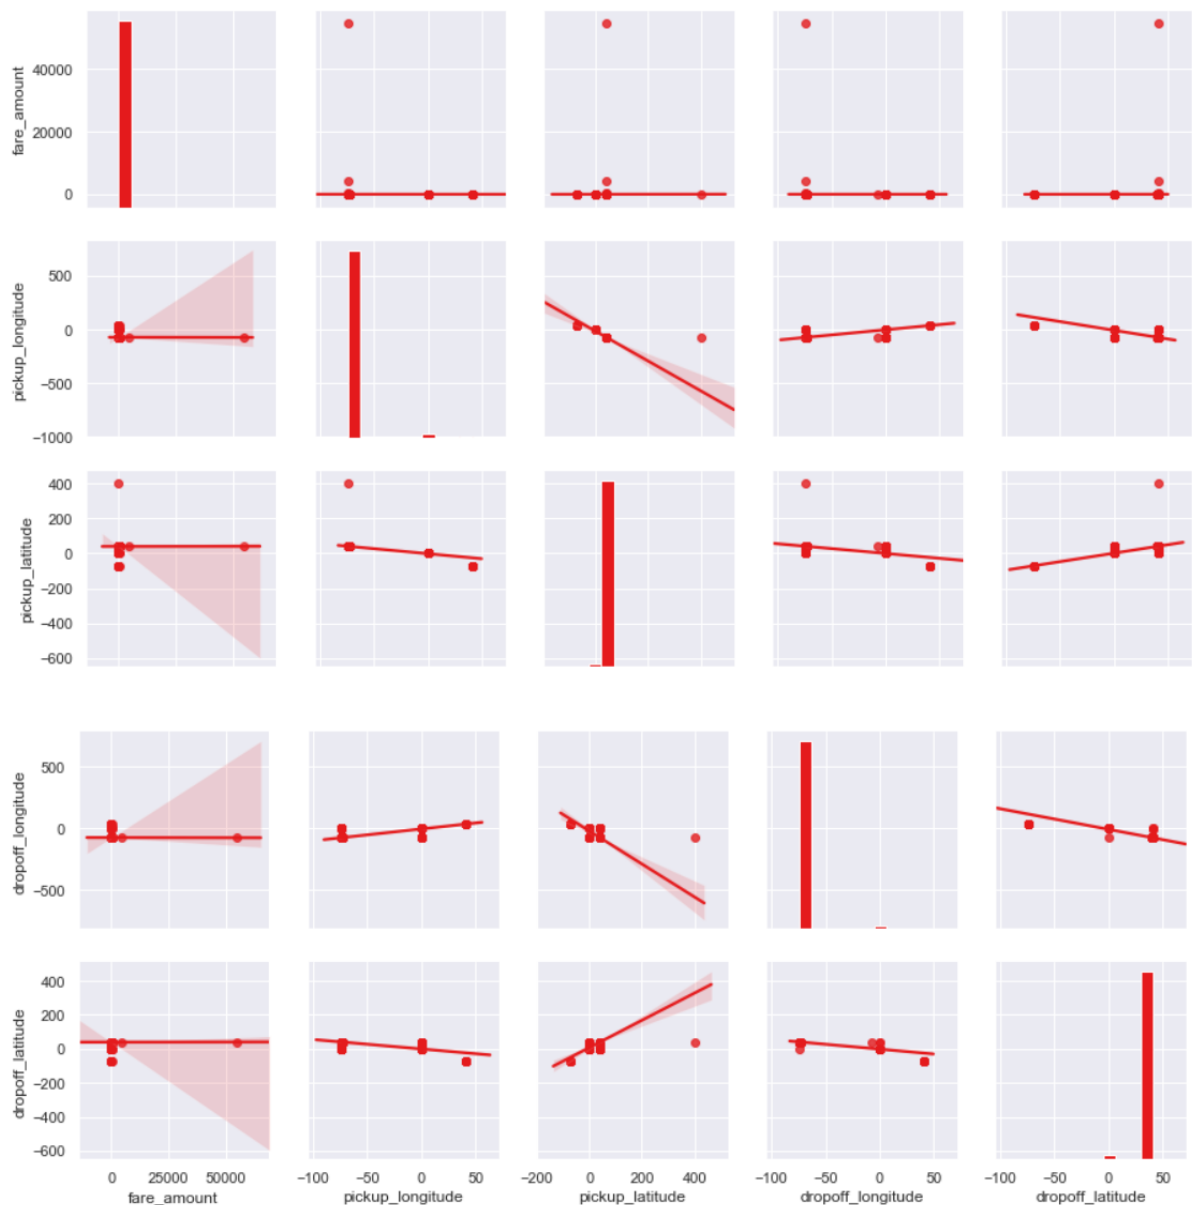 fare_amount
40000
20000
0
pickup_longitude
500
0
−500
−1000
pickup_latitude
400
200
0
−200
−400
−600
dropoff_longitude
500
0
−500
dropoff_latitude
400
200
0
−200
−400
−600
0 25000 50000
−100 −50 0 50
−200 0 200 400
−100 −50 0 50
−100 −50 0 50
fare_amount pickup_longitude pickup_latitude dropoff_longitude dropoff_latitude